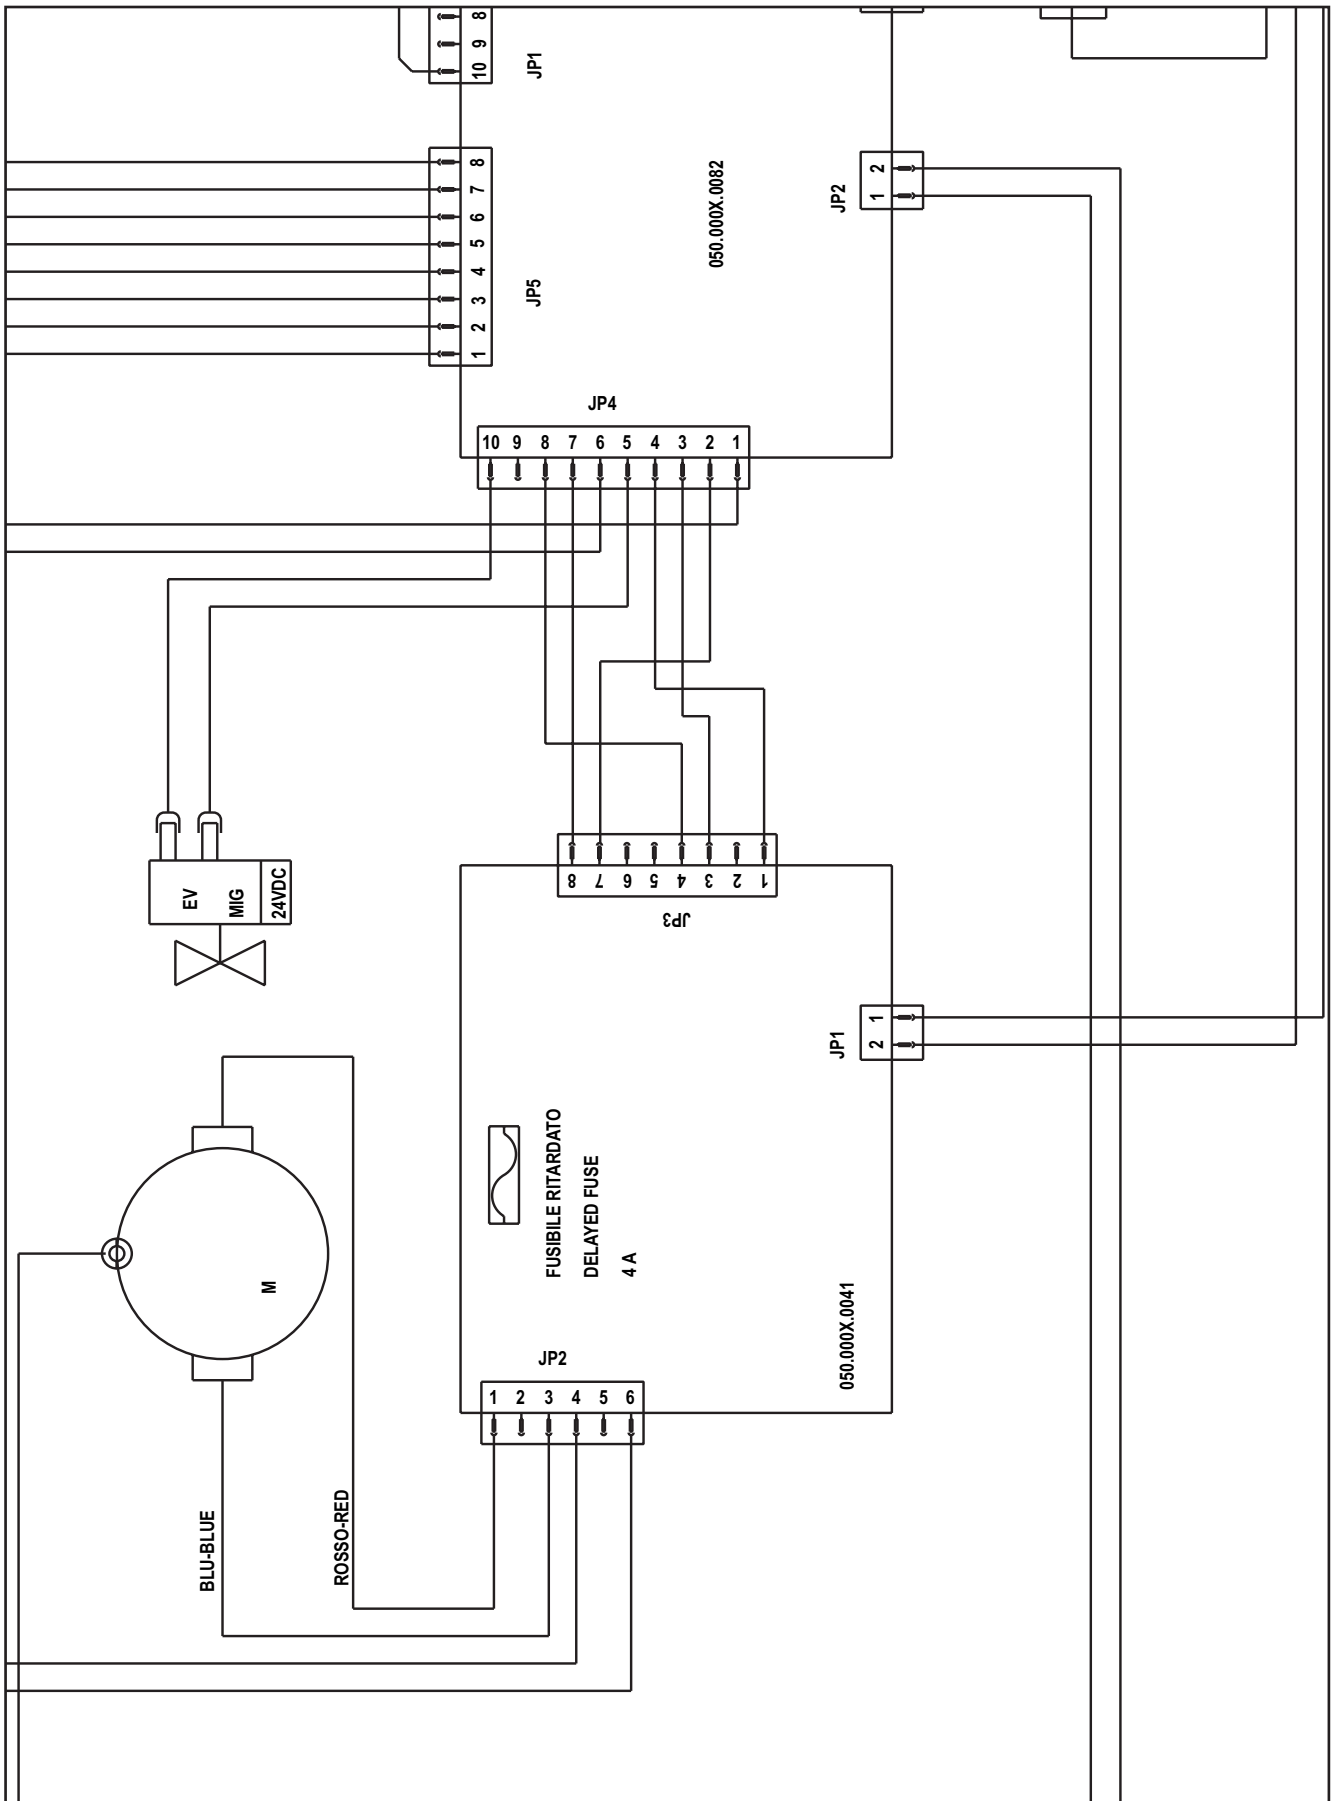 8
9
10
JP1
8
7
6
5
4
3
2
1
JP5
050.000X.0082
2
1
JP2
JP4
10 9 8 7 6 5 4 3 2 1
EV
MIG
24VDC
8 7 6 5 4 3 2 1
JP3
1
2
JP1
FUSIBILE RITARDATO
DELAYED FUSE
4 A
M
050.000X.0041
JP2
1 2 3 4 5 6
BLU-BLUE
ROSSO-RED